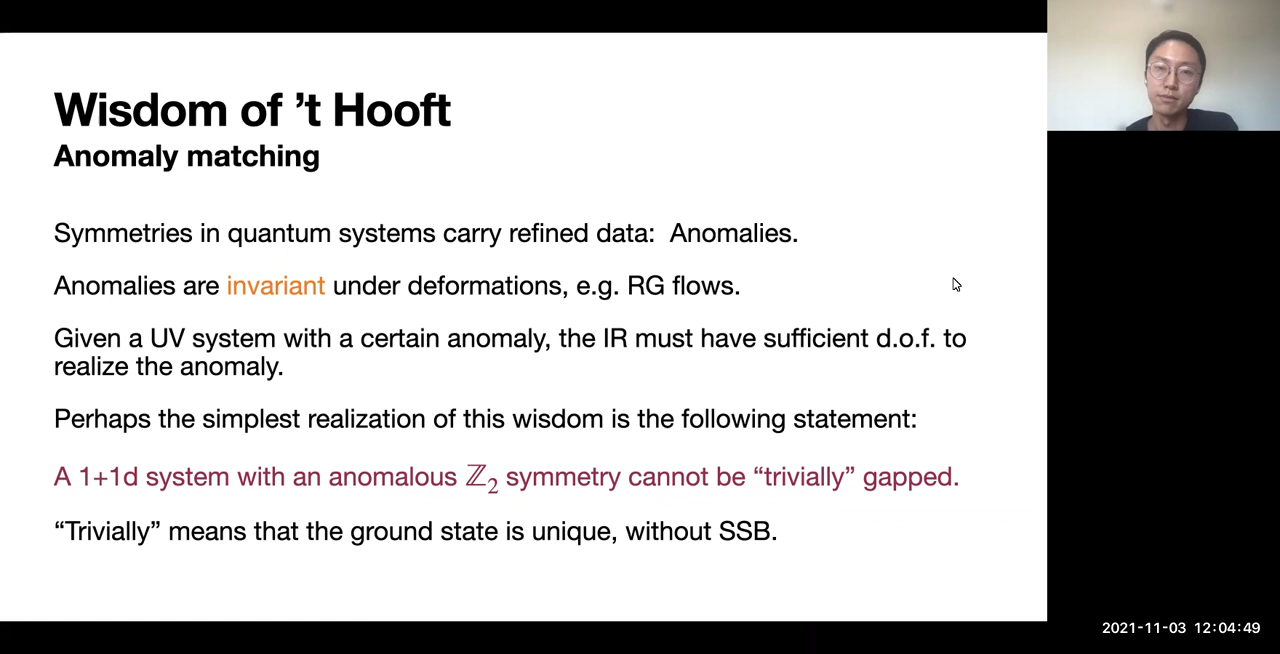 Wisdom of ’t Hooft
Anomaly matching
Symmetries in quantum systems carry refined data:  Anomalies.
Anomalies are invariant under deformations, e.g. RG flows.
Given a UV system with a certain anomaly, the IR must have sufficient d.o.f. to
realize the anomaly.
Perhaps the simplest realization of this wisdom is the following statement:
A 1+1d system with an anomalous ℤ₂ symmetry cannot be “trivially” gapped.
“Trivially” means that the ground state is unique, without SSB.
2021-11-03 12:04:49